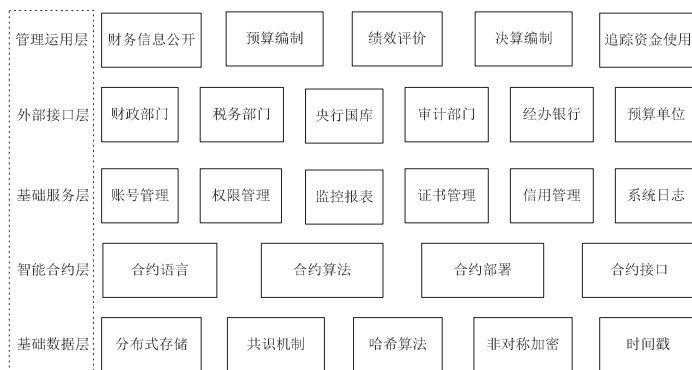 管理运用层 财务信息公开 预算编制 绩效评价 决算编制 追踪资金使用
外部接口层 财政部门 税务部门 央行国库 审计部门 经办银行 预算单位
基础服务层 账号管理 权限管理 监控报表 证书管理 信用管理 系统日志
智能合约层 合约语言 合约算法 合约部署 合约接口
基础数据层 分布式存储 共识机制 哈希算法 非对称加密 时间戳